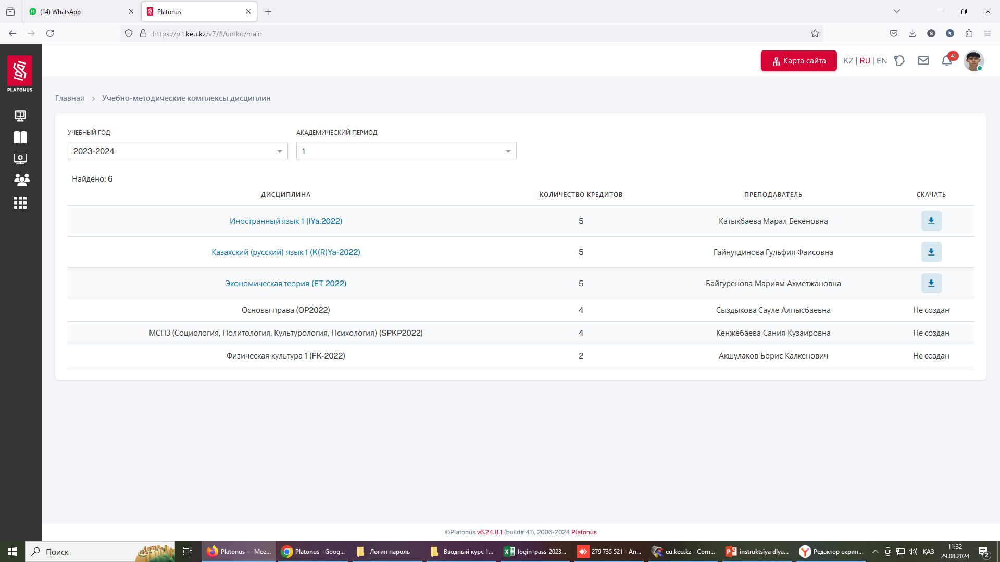 (14) WhatsApp
Platonus
https://plt.keu.kz/v7/#/umkd/main
PLATONUS
Карта сайта
KZ | RU | EN
41
Главная > Учебно-методические комплексы дисциплин
УЧЕБНЫЙ ГОД АКАДЕМИЧЕСКИЙ ПЕРИОД
2023-2024 1
Найдено: 6
ДИСЦИПЛИНА КОЛИЧЕСТВО КРЕДИТОВ ПРЕПОДАВАТЕЛЬ СКАЧАТЬ
Иностранный язык 1 (IYa.2022) 5 Катыкбаева Марал Бекеновна
Казахский (русский) язык 1 (K(R)Ya-2022) 5 Гайнутдинова Гульфия Фаисовна
Экономическая теория (ET 2022) 5 Байгуренова Мариям Ахметжановна
Основы права (OP2022) 4 Сыздыкова Сауле Алпысбаевна Не создан
МСПЗ (Социология, Политология, Культурология, Психология) (SPKP2022) 4 Кенжебаева Сания Кузаировна Не создан
Физическая культура 1 (FK-2022) 2 Акшулаков Борис Калкенович Не создан
©Platonus v6.24.8.1 (build# 41), 2006-2024 Platonus
Поиск
Platonus — Moz...
Platonus - Goog...
Логин пароль
Вводный курс 1...
login-pass-2023...
279 735 521 - An...
eu.keu.kz - Com...
instruktsiya dlya...
Редактор скрин...
ҚАЗ
11:32
29.08.2024
2